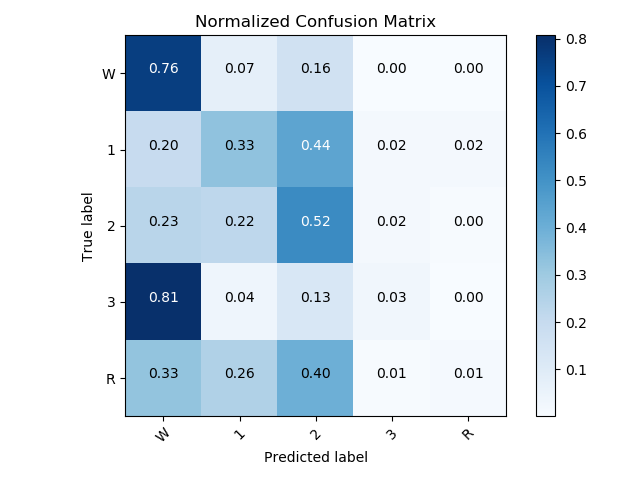 Normalized Confusion Matrix
W 0.76 0.07 0.16 0.00 0.00
1 0.20 0.33 0.44 0.02 0.02
2 0.23 0.22 0.52 0.02 0.00
3 0.81 0.04 0.13 0.03 0.00
R 0.33 0.26 0.40 0.01 0.01
True label
W 1 2 3 R
Predicted label
0.8
0.7
0.6
0.5
0.4
0.3
0.2
0.1